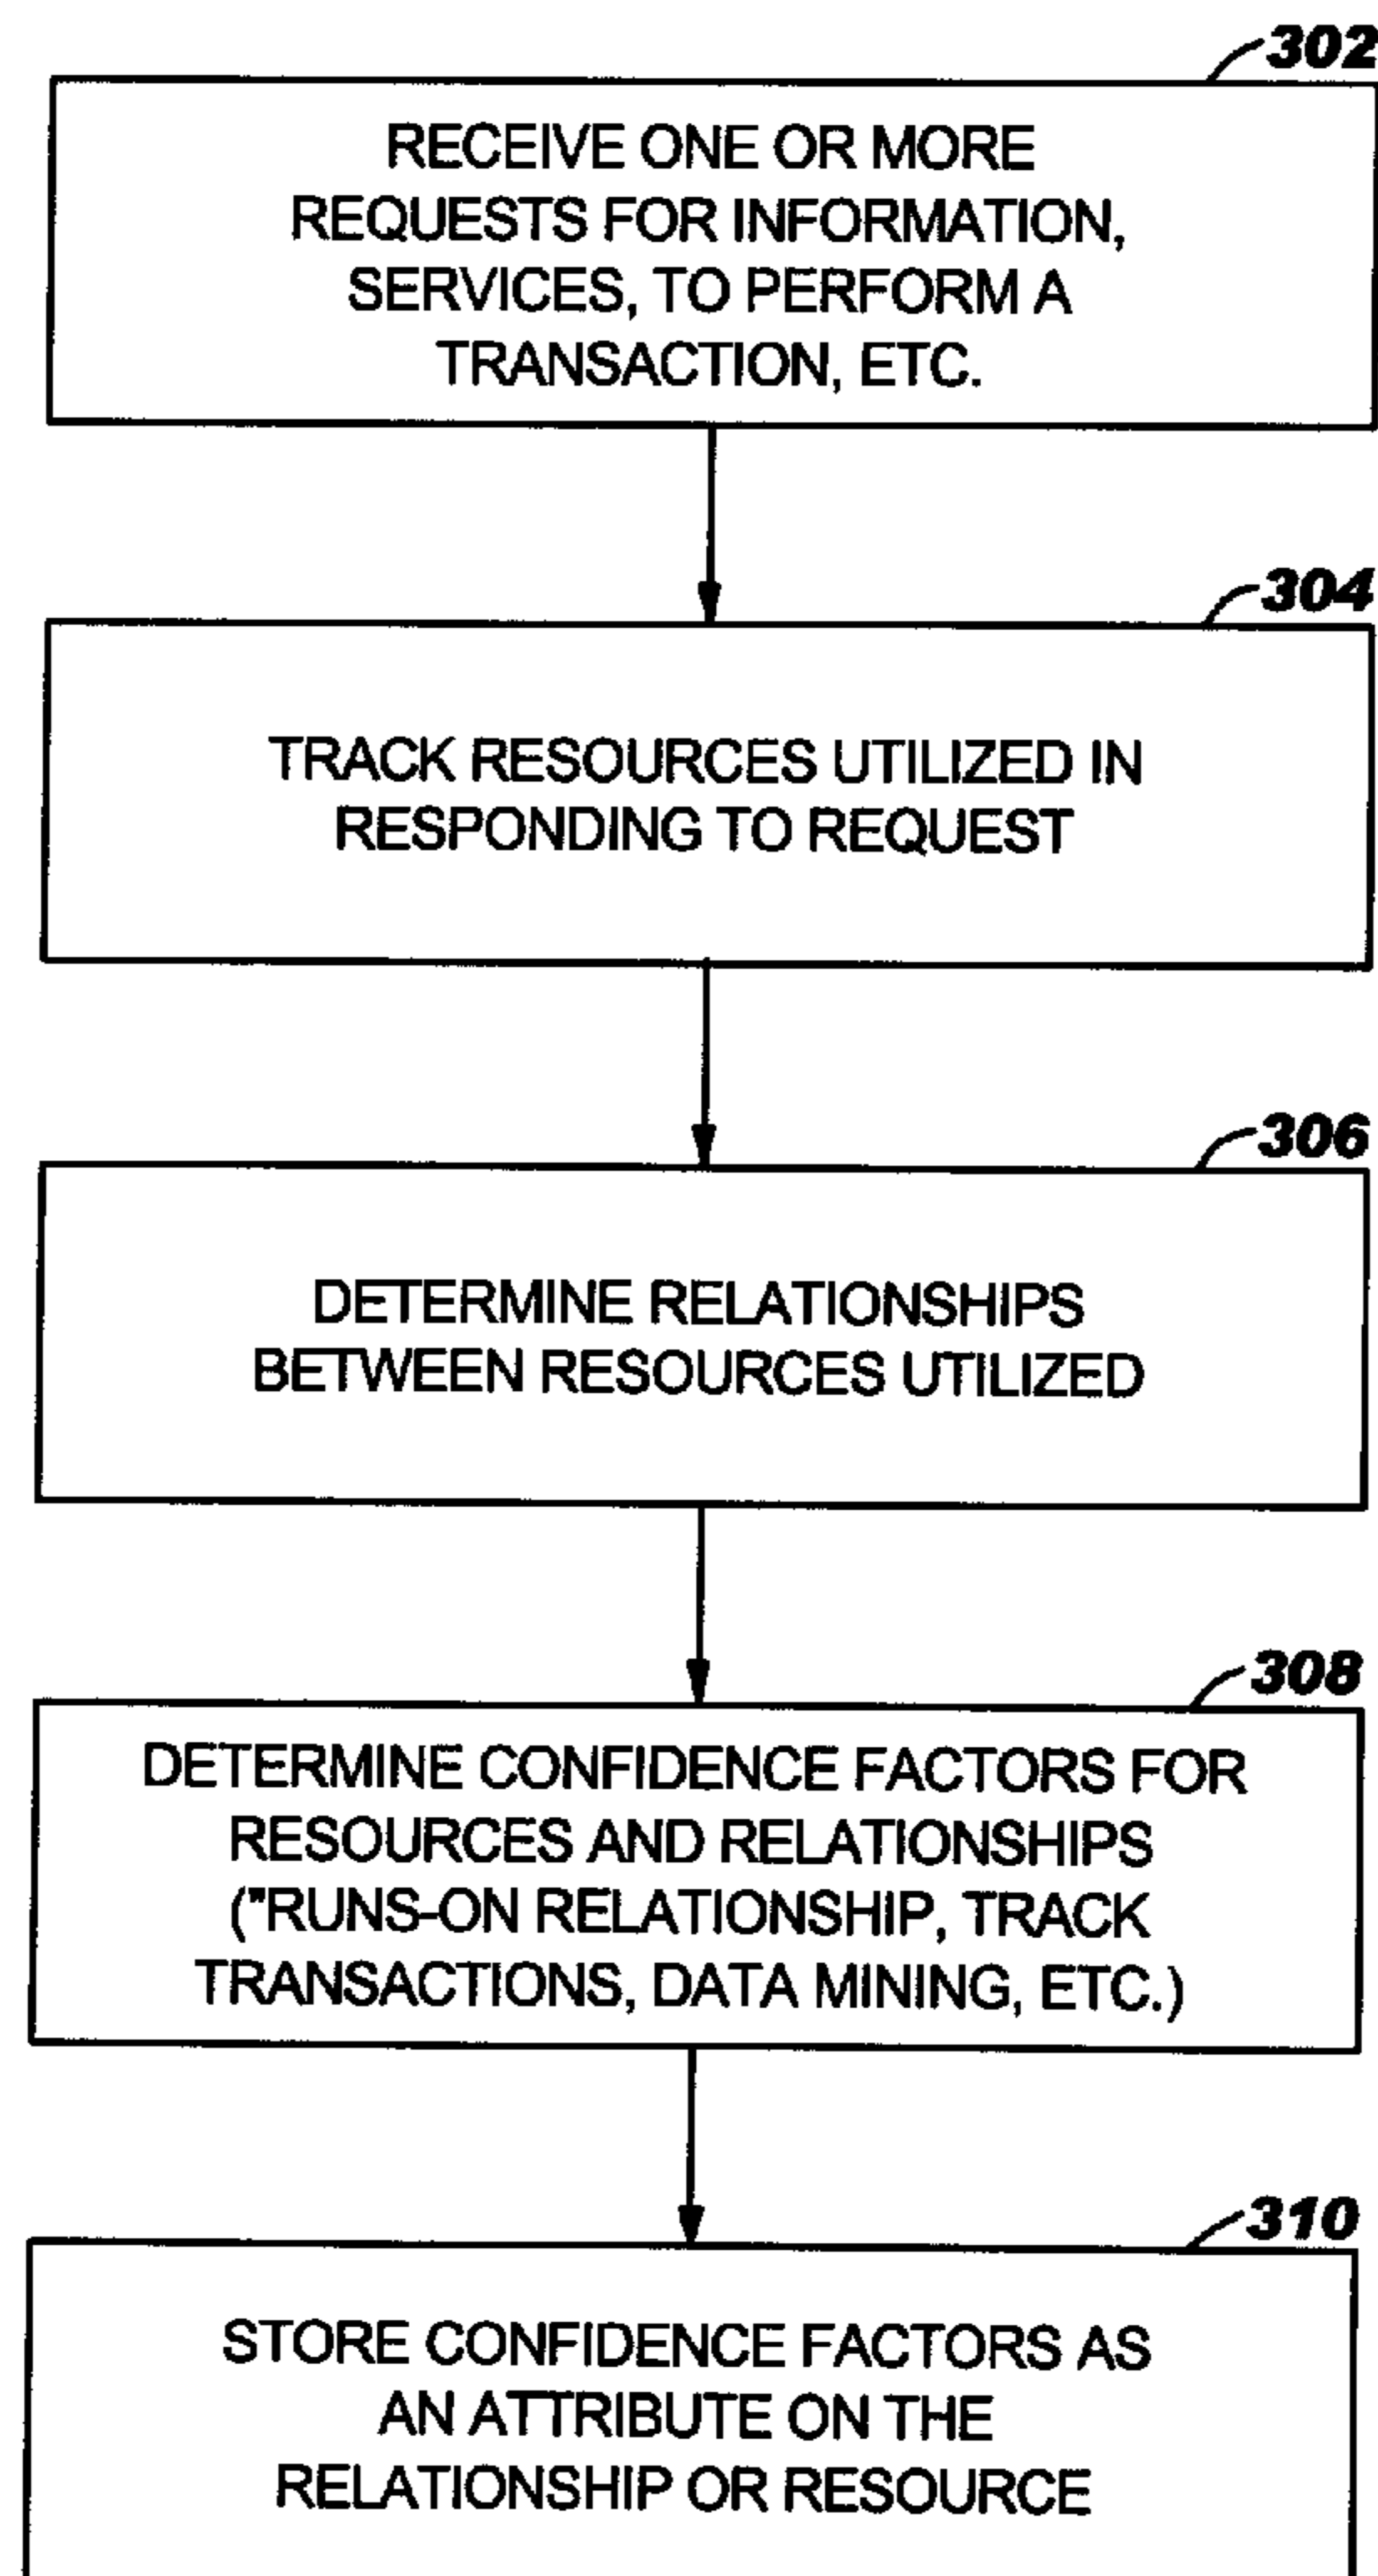 302
RECEIVE ONE OR MORE
REQUESTS FOR INFORMATION,
SERVICES, TO PERFORM A
TRANSACTION, ETC.
304
TRACK RESOURCES UTILIZED IN
RESPONDING TO REQUEST
306
DETERMINE RELATIONSHIPS
BETWEEN RESOURCES UTILIZED
308
DETERMINE CONFIDENCE FACTORS FOR
RESOURCES AND RELATIONSHIPS
("RUNS-ON RELATIONSHIP, TRACK
TRANSACTIONS, DATA MINING, ETC.)
310
STORE CONFIDENCE FACTORS AS
AN ATTRIBUTE ON THE
RELATIONSHIP OR RESOURCE